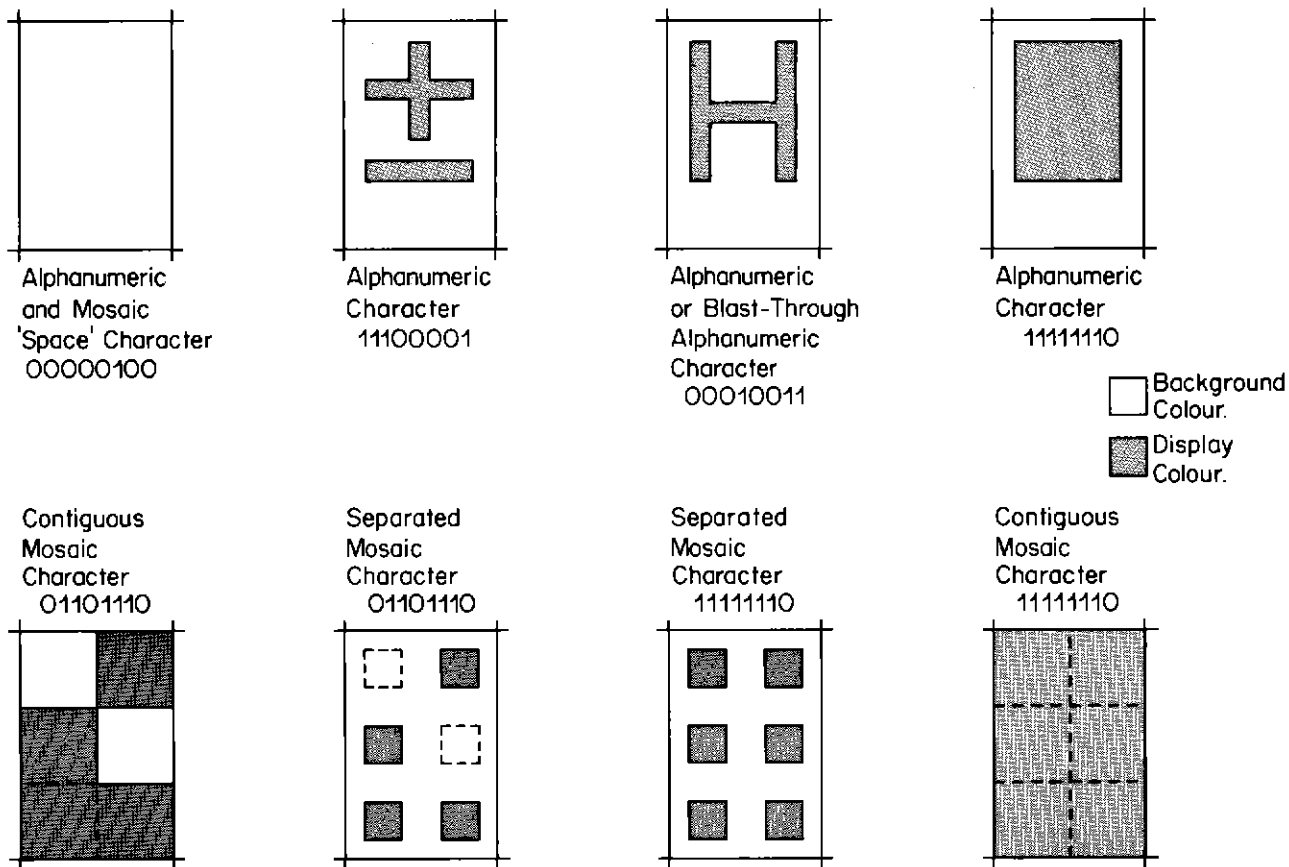 Alphanumeric
and Mosaic
'Space' Character
00000100
Alphanumeric
Character
11100001
Alphanumeric
or Blast-Through
Alphanumeric
Character
00010011
Alphanumeric
Character
11111110
Background
Colour.
Display
Colour.
Contiguous
Mosaic
Character
01101110
Separated
Mosaic
Character
01101110
Separated
Mosaic
Character
11111110
Contiguous
Mosaic
Character
11111110